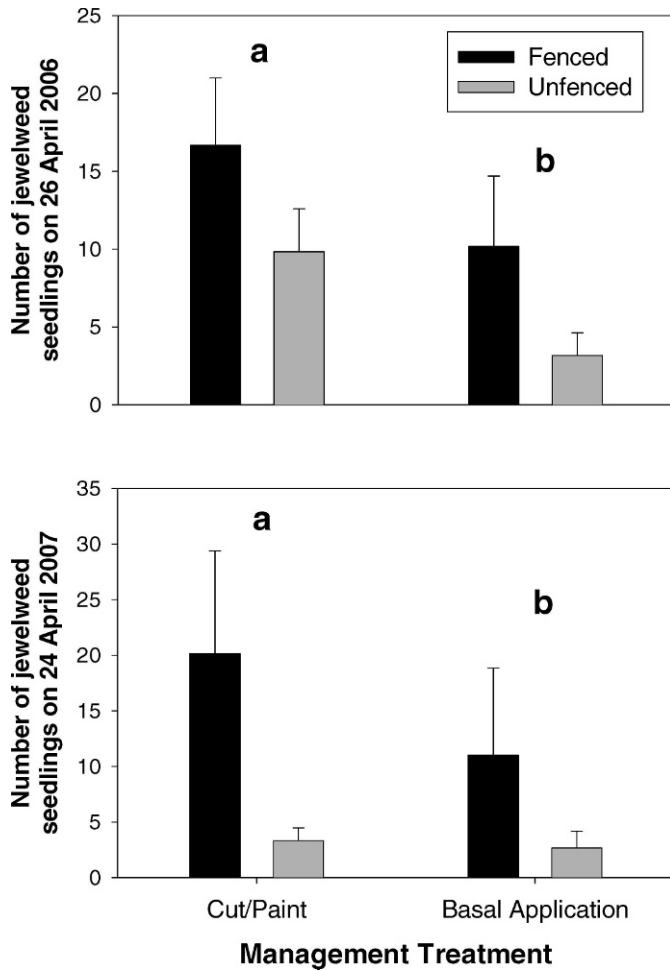 Number of jewelweed
seedlings on 26 April 2006
25
20
15
10
5
0
a
b
Fenced
Unfenced
Number of jewelweed
seedlings on 24 April 2007
35
30
25
20
15
10
5
0
a
b
Cut/Paint
Basal Application
Management Treatment